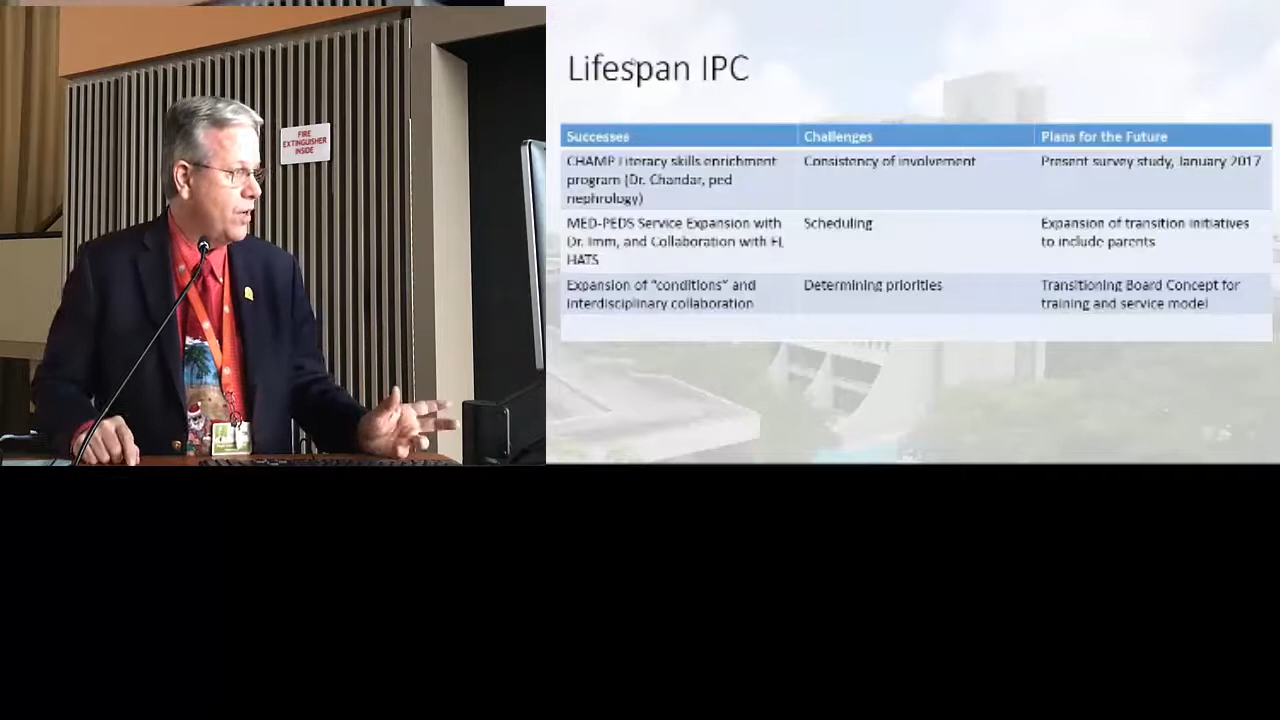 FIRE
EXTINGUISHER
INSIDE
Lifespan IPC
Successes
Challenges
Plans for the Future
CHAMP Literacy skills enrichment
program (Dr. Chandar, ped
nephrology)
Consistency of involvement
Present survey study, January 2017
MED-PEDS Service Expansion with
Dr. Imm, and Collaboration with FL
HATS
Scheduling
Expansion of transition initiatives
to include parents
Expansion of "conditions" and
interdisciplinary collaboration
Determining priorities
Transitioning Board Concept for
training and service model